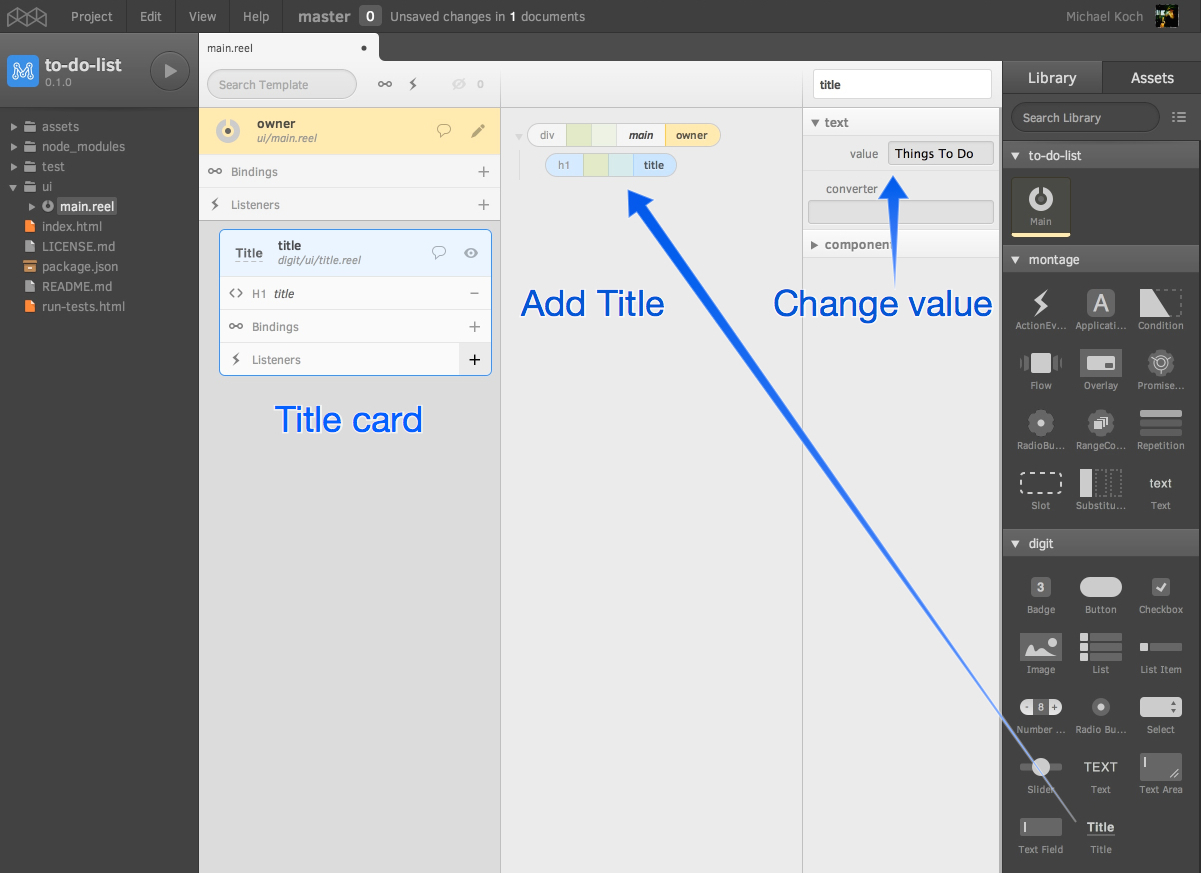 Project Edit View Help master 0 Unsaved changes in 1 documents Michael Koch
to-do-list
0.1.0
assets
node_modules
test
ui
main.reel
index.html
LICENSE.md
package.json
README.md
run-tests.html
main.reel
Search Template
0
owner
ui/main.reel
Bindings
Listeners
Title
title
digit/ui/title.reel
H1 title
Bindings
Listeners
Title card
div main owner
h1 title
Add Title
title
text
value Things To Do
converter
component
Change value
Library Assets
Search Library
to-do-list
Main
montage
A
ActionEv... Applicati... Condition
Flow Overlay Promise...
RadioBu... RangeCo... Repetition
text
Slot Substitu... Text
digit
3
Badge Button Checkbox
Image List List Item
- 8 +
Number ... Radio Bu... Select
TEXT
Slider Text Text Area
Title
Text Field Title